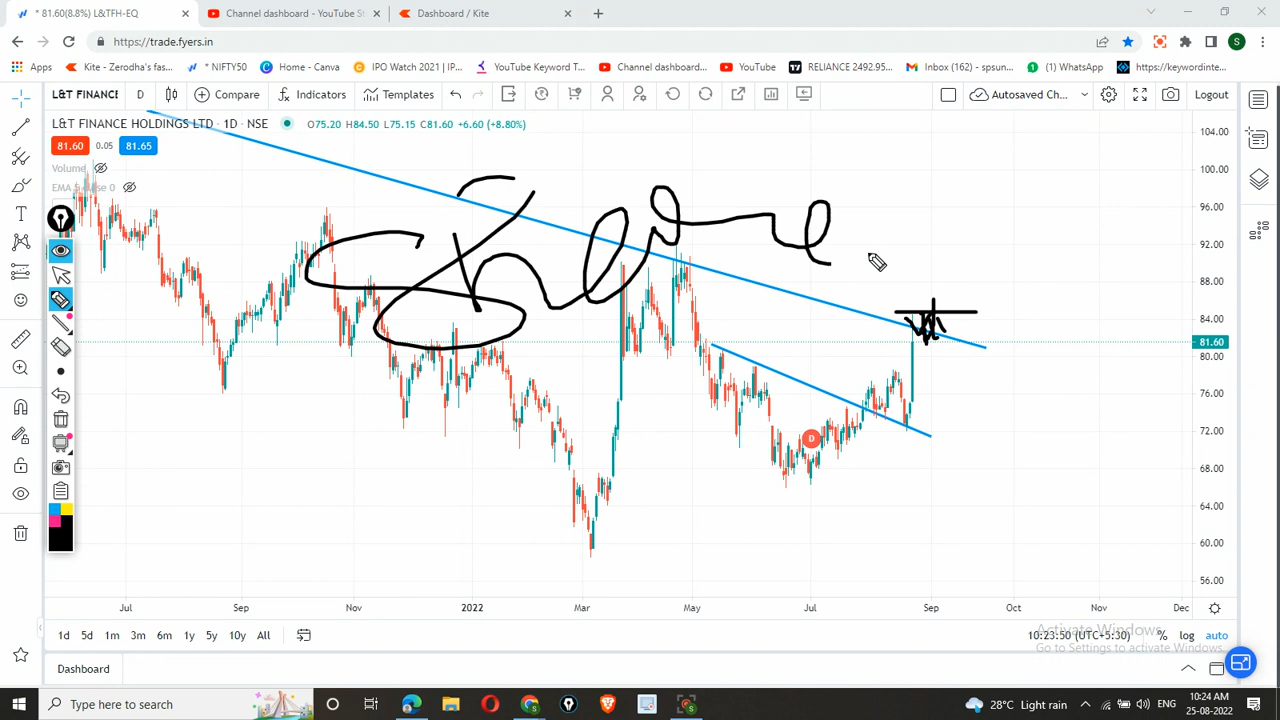 * 81.60(8.8%) L&TFH-EQ
Channel dashboard - YouTube St
Dashboard / Kite
https://trade.fyers.in
S
Apps
Kite - Zerodha's fas...
* NIFTY50
Home - Canva
IPO Watch 2021 | IP...
YouTube Keyword T...
Channel dashboard...
YouTube
RELIANCE 2492.95...
Inbox (162) - spsun...
(1) WhatsApp
https://keywordinte...
L&T FINANCE
D
Compare
Indicators
Templates
Autosaved Ch...
Logout
L&T FINANCE HOLDINGS LTD · 1D · NSE
O75.20 H84.50 L75.15 C81.60 +6.60 (+8.80%)
81.60 0.05 81.65
Volume
EMA 5
Share
D
104.00
100.00
96.00
92.00
88.00
84.00
81.60
80.00
76.00
72.00
68.00
64.00
60.00
56.00
Jul Sep Nov 2022 Mar May Jul Sep Oct Nov Dec
1d 5d 1m 3m 6m 1y 5y 10y All
10:23:50 (UTC+5:30) % log auto
Activate Windows
Go to Settings to activate Windows.
Dashboard
Type here to search
28°C Light rain
ENG
10:24 AM
25-08-2022